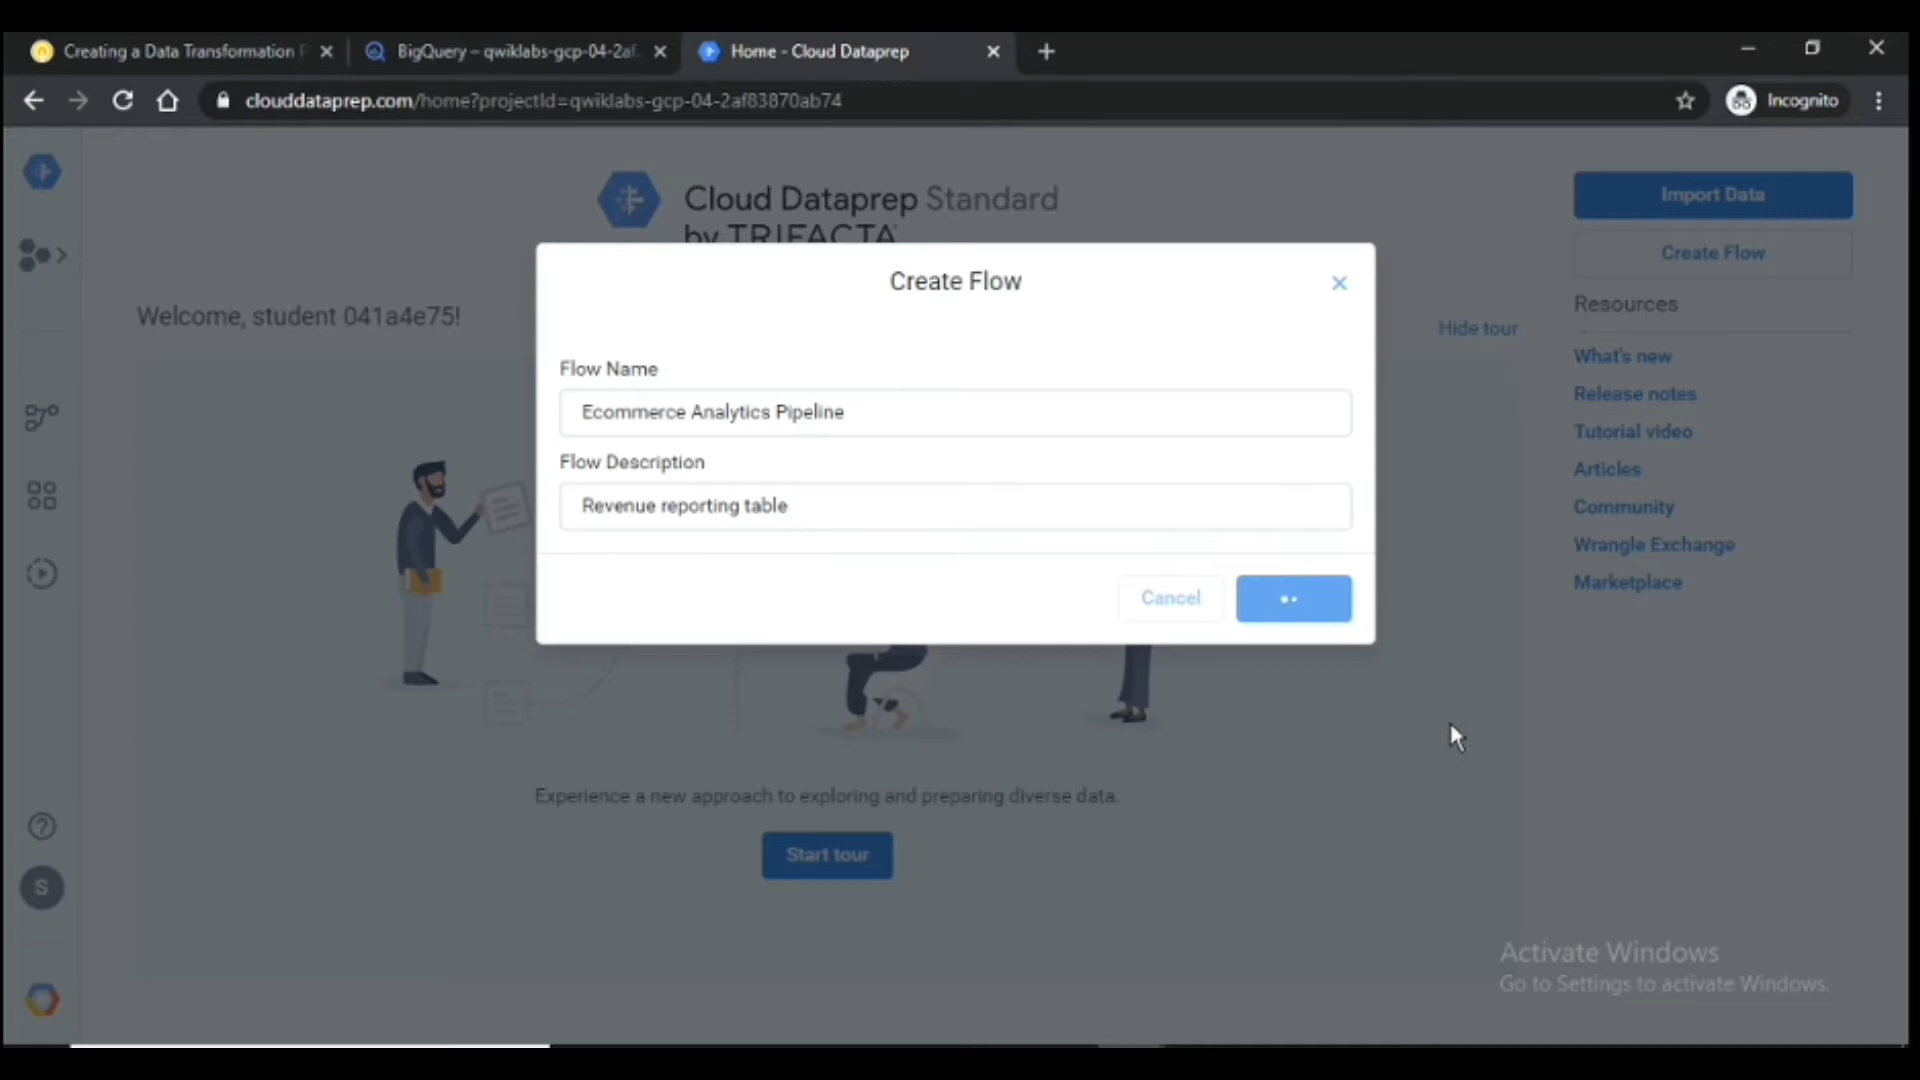 Creating a Data Transformation P
BigQuery – qwiklabs-gcp-04-2af
Home - Cloud Dataprep
clouddataprep.com/home?projectId=qwiklabs-gcp-04-2af83870ab74
Incognito
Cloud Dataprep Standard
by TRIFACTA
Import Data
Create Flow
Resources
What's new
Release notes
Tutorial video
Articles
Community
Wrangle Exchange
Marketplace
Welcome, student 041a4e75!
Hide tour
Create Flow
Flow Name
Ecommerce Analytics Pipeline
Flow Description
Revenue reporting table
Cancel
Experience a new approach to exploring and preparing diverse data.
Start tour
S
Activate Windows
Go to Settings to activate Windows.